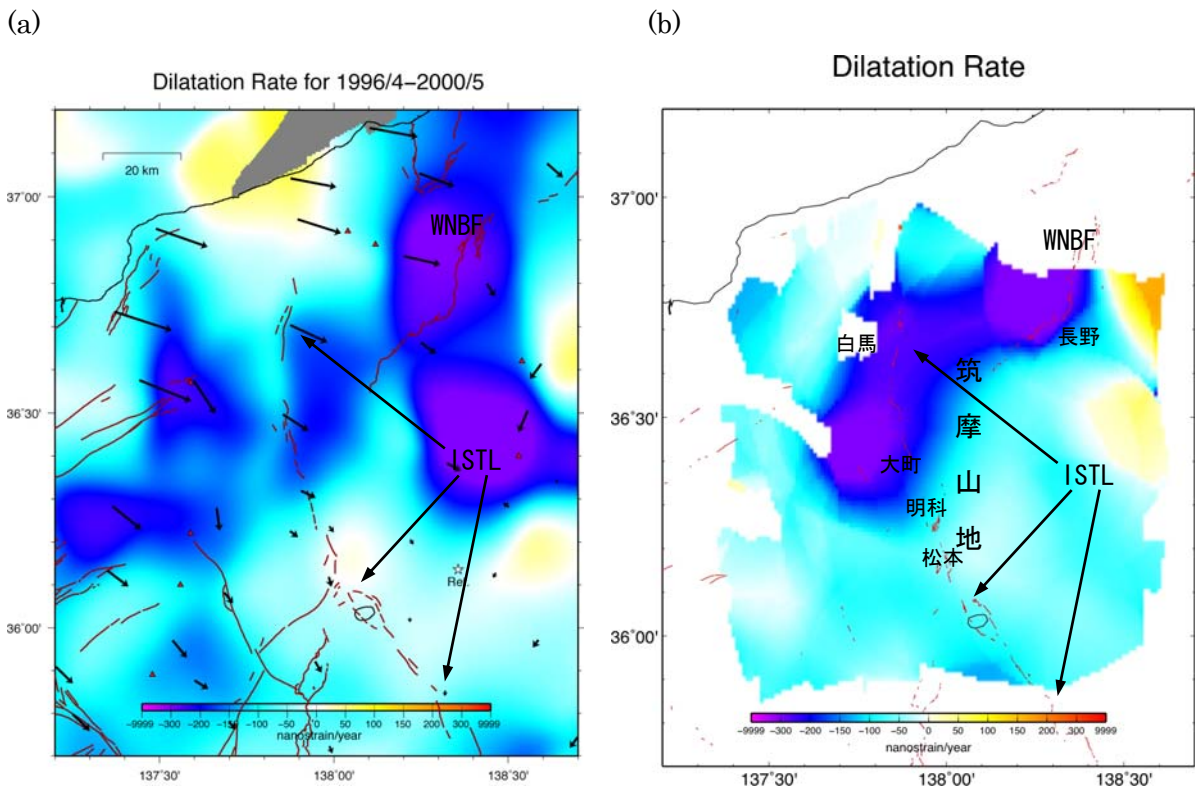 (a)
Dilatation Rate for 1996/4−2000/5
20 km
37˚00'
36˚30'
36˚00'
WNBF
ISTL
−9999 −300 −200 −150 −100 −50 0 50 100 150 200 300 9999
nanostrain/year
137˚30' 138˚00' 138˚30'
(b)
Dilatation Rate
37˚00'
36˚30'
36˚00'
WNBF
白馬
長野
筑摩山地
大町
ISTL
明科
松本
−9999 −300 −200 −150 −100 −50 0 50 100 150 200 300 9999
nanostrain/year
137˚30' 138˚00' 138˚30'